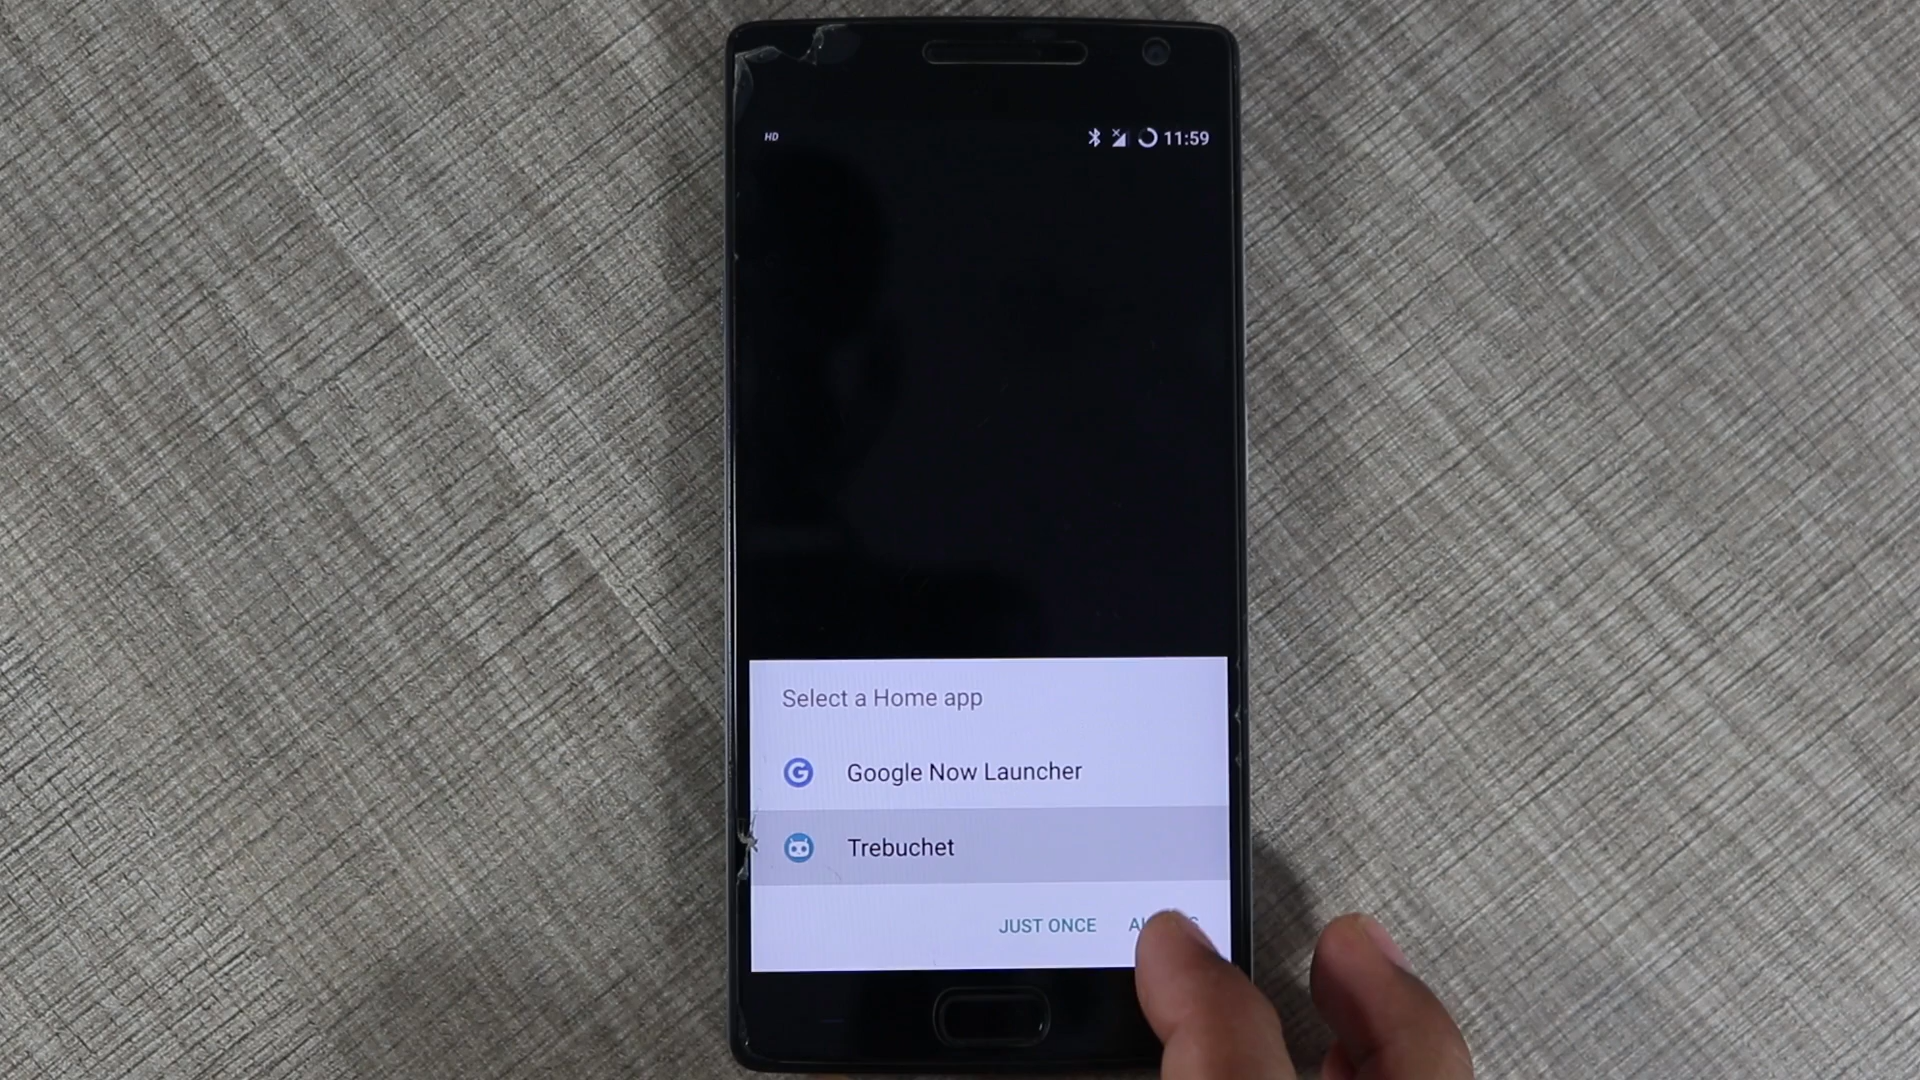 HD 11:59
Select a Home app
Google Now Launcher
Trebuchet
JUST ONCE